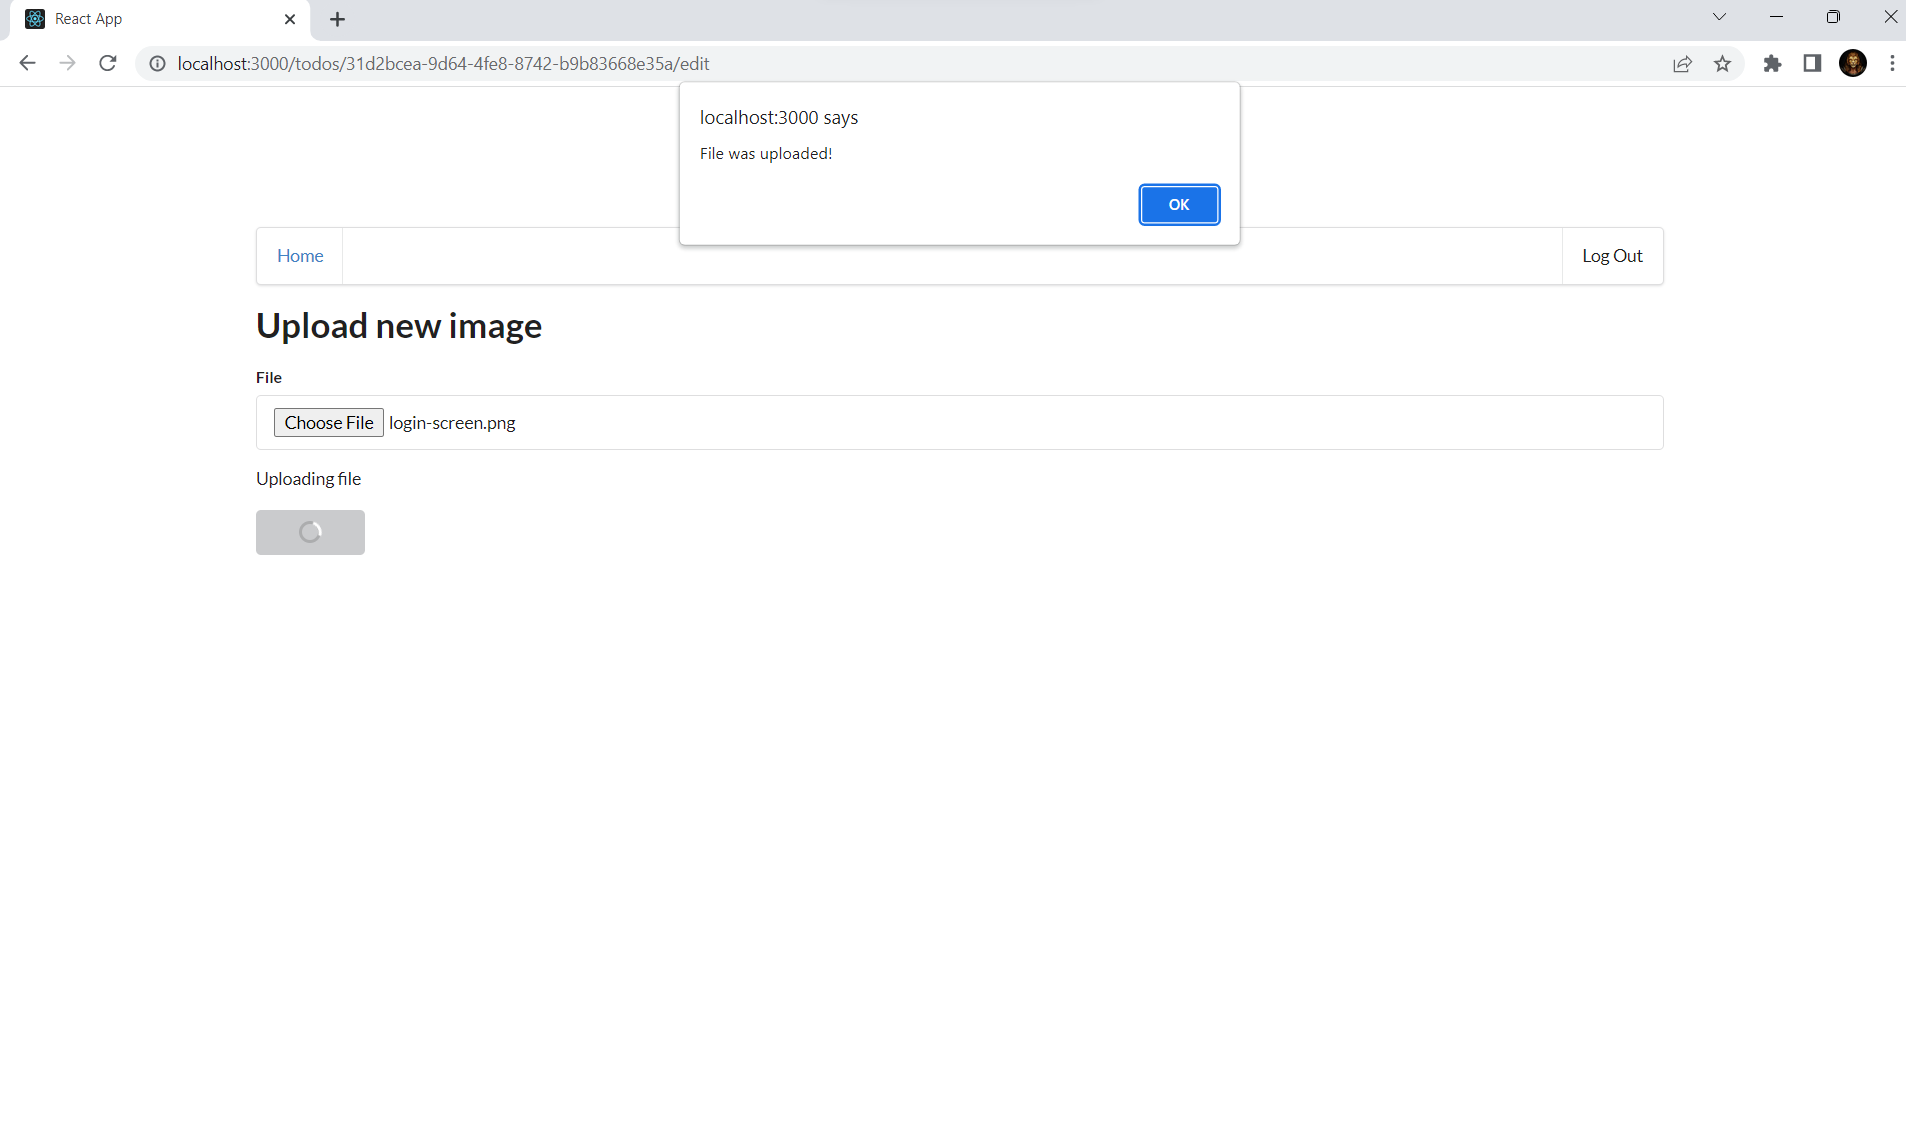 React App
localhost:3000/todos/31d2bcea-9d64-4fe8-8742-b9b83668e35a/edit
localhost:3000 says
File was uploaded!
OK
Home
Log Out
Upload new image
File
Choose File login-screen.png
Uploading file